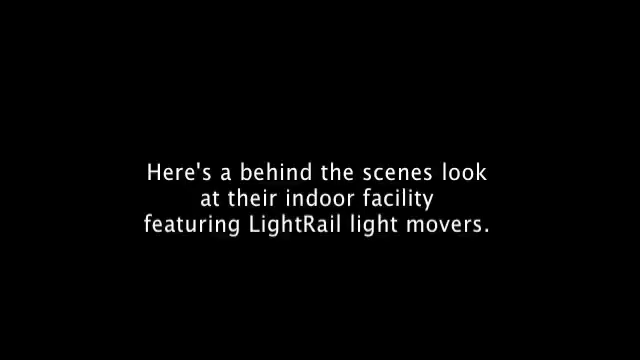 Here's a behind the scenes look
at their indoor facility
featuring LightRail light movers.